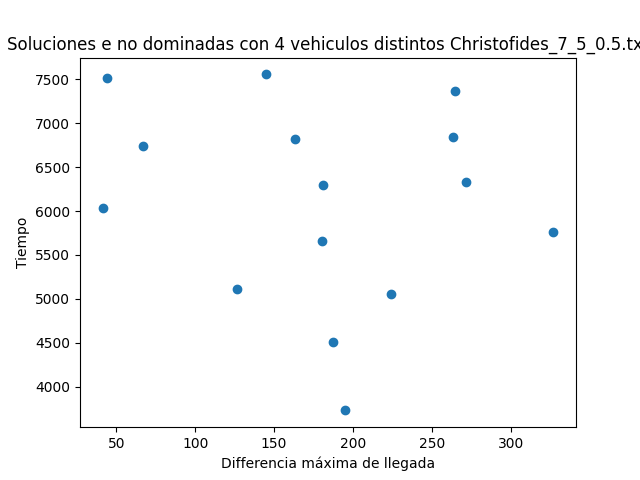 Soluciones e no dominadas con 4 vehiculos distintos Christofides_7_5_0.5.tx
7500
7000
6500
6000
5500
5000
4500
4000
Tiempo
50 100 150 200 250 300
Differencia máxima de llegada